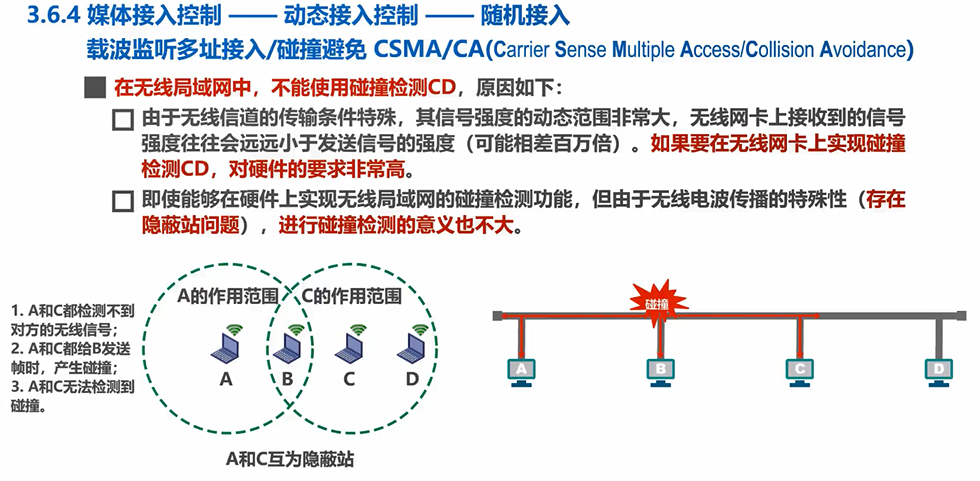 3.6.4 媒体接入控制 —— 动态接入控制 —— 随机接入
载波监听多址接入/碰撞避免 CSMA/CA(Carrier Sense Multiple Access/Collision Avoidance)
在无线局域网中，不能使用碰撞检测CD，原因如下：
由于无线信道的传输条件特殊，其信号强度的动态范围非常大，无线网卡上接收到的信号
强度往往会远远小于发送信号的强度（可能相差百万倍）。如果要在无线网卡上实现碰撞
检测CD，对硬件的要求非常高。
即使能够在硬件上实现无线局域网的碰撞检测功能，但由于无线电波传播的特殊性（存在
隐蔽站问题），进行碰撞检测的意义也不大。
A的作用范围
C的作用范围
1. A和C都检测不到
对方的无线信号；
2. A和C都给B发送
帧时，产生碰撞；
3. A和C无法检测到
碰撞。
A
B
C
D
A和C互为隐蔽站
碰撞
A
B
C
D